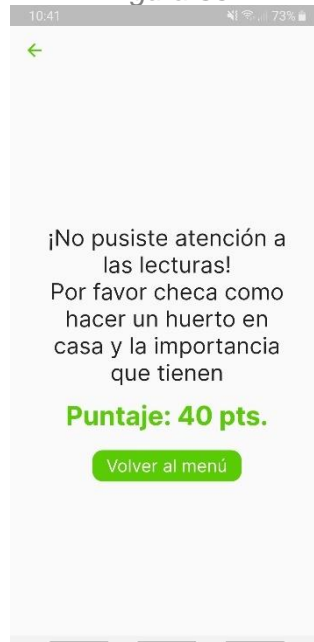 10:41 73%
¡No pusiste atención a
las lecturas!
Por favor checa como
hacer un huerto en
casa y la importancia
que tienen
Puntaje: 40 pts.
Volver al menú